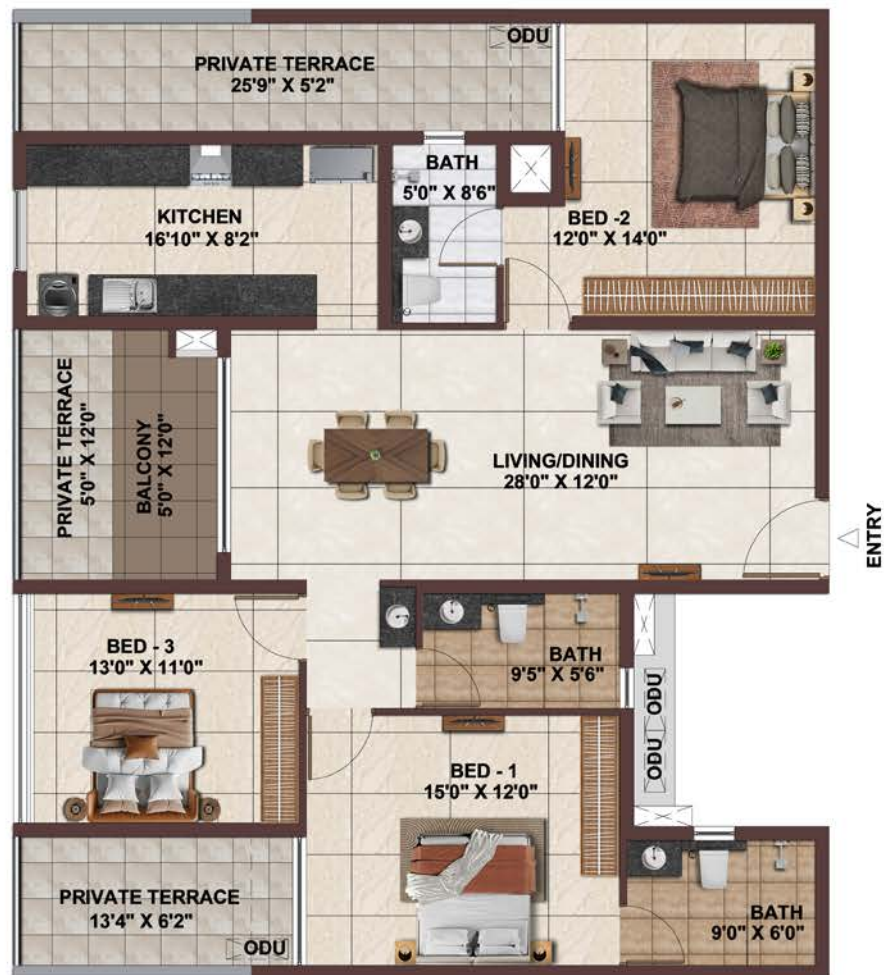 ODU
PRIVATE TERRACE
25'9" X 5'2"
BATH
5'0" X 8'6"
KITCHEN
16'10" X 8'2"
BED -2
12'0" X 14'0"
PRIVATE TERRACE
5'0" X 12'0"
BALCONY
5'0" X 12'0"
LIVING/DINING
28'0" X 12'0"
ENTRY
BED - 3
13'0" X 11'0"
BATH
9'5" X 5'6"
ODU
ODU
BED - 1
15'0" X 12'0"
PRIVATE TERRACE
13'4" X 6'2"
ODU
BATH
9'0" X 6'0"